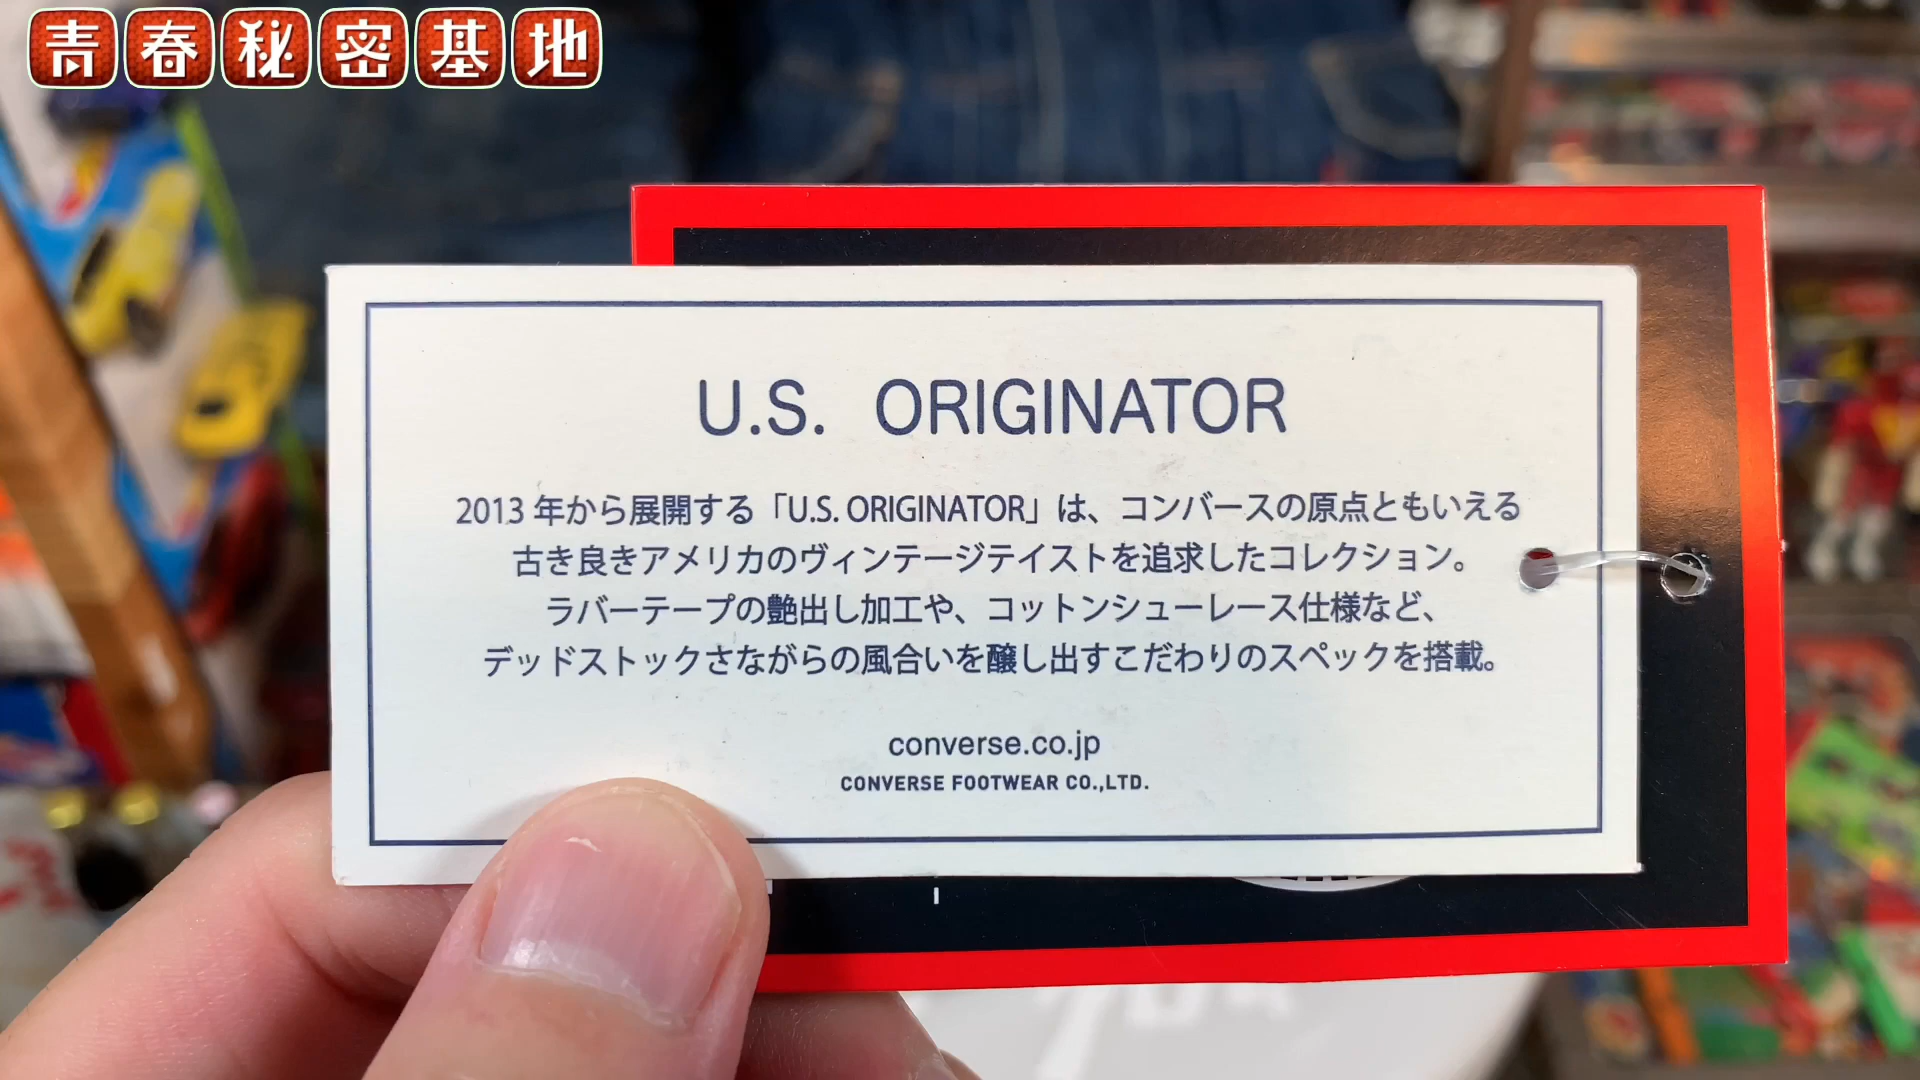 青春秘密基地
U.S. ORIGINATOR
2013年から展開する「U.S. ORIGINATOR」は、コンバースの原点ともいえる
古き良きアメリカのヴィンテージテイストを追求したコレクション。
ラバーテープの艶出し加工や、コットンシューレース仕様など、
デッドストックさながらの風合いを醸し出すこだわりのスペックを搭載。
converse.co.jp
CONVERSE FOOTWEAR CO.,LTD.